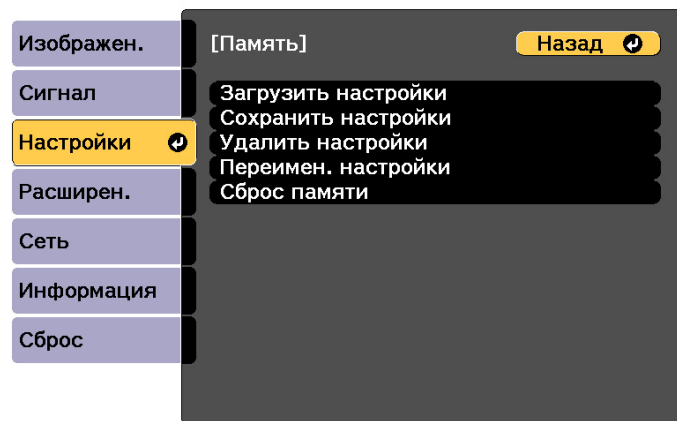 Изображен.
Сигнал
Настройки
Расширен.
Сеть
Информация
Сброс
[Память]
Назад
Загрузить настройки
Сохранить настройки
Удалить настройки
Переимен. настройки
Сброс памяти